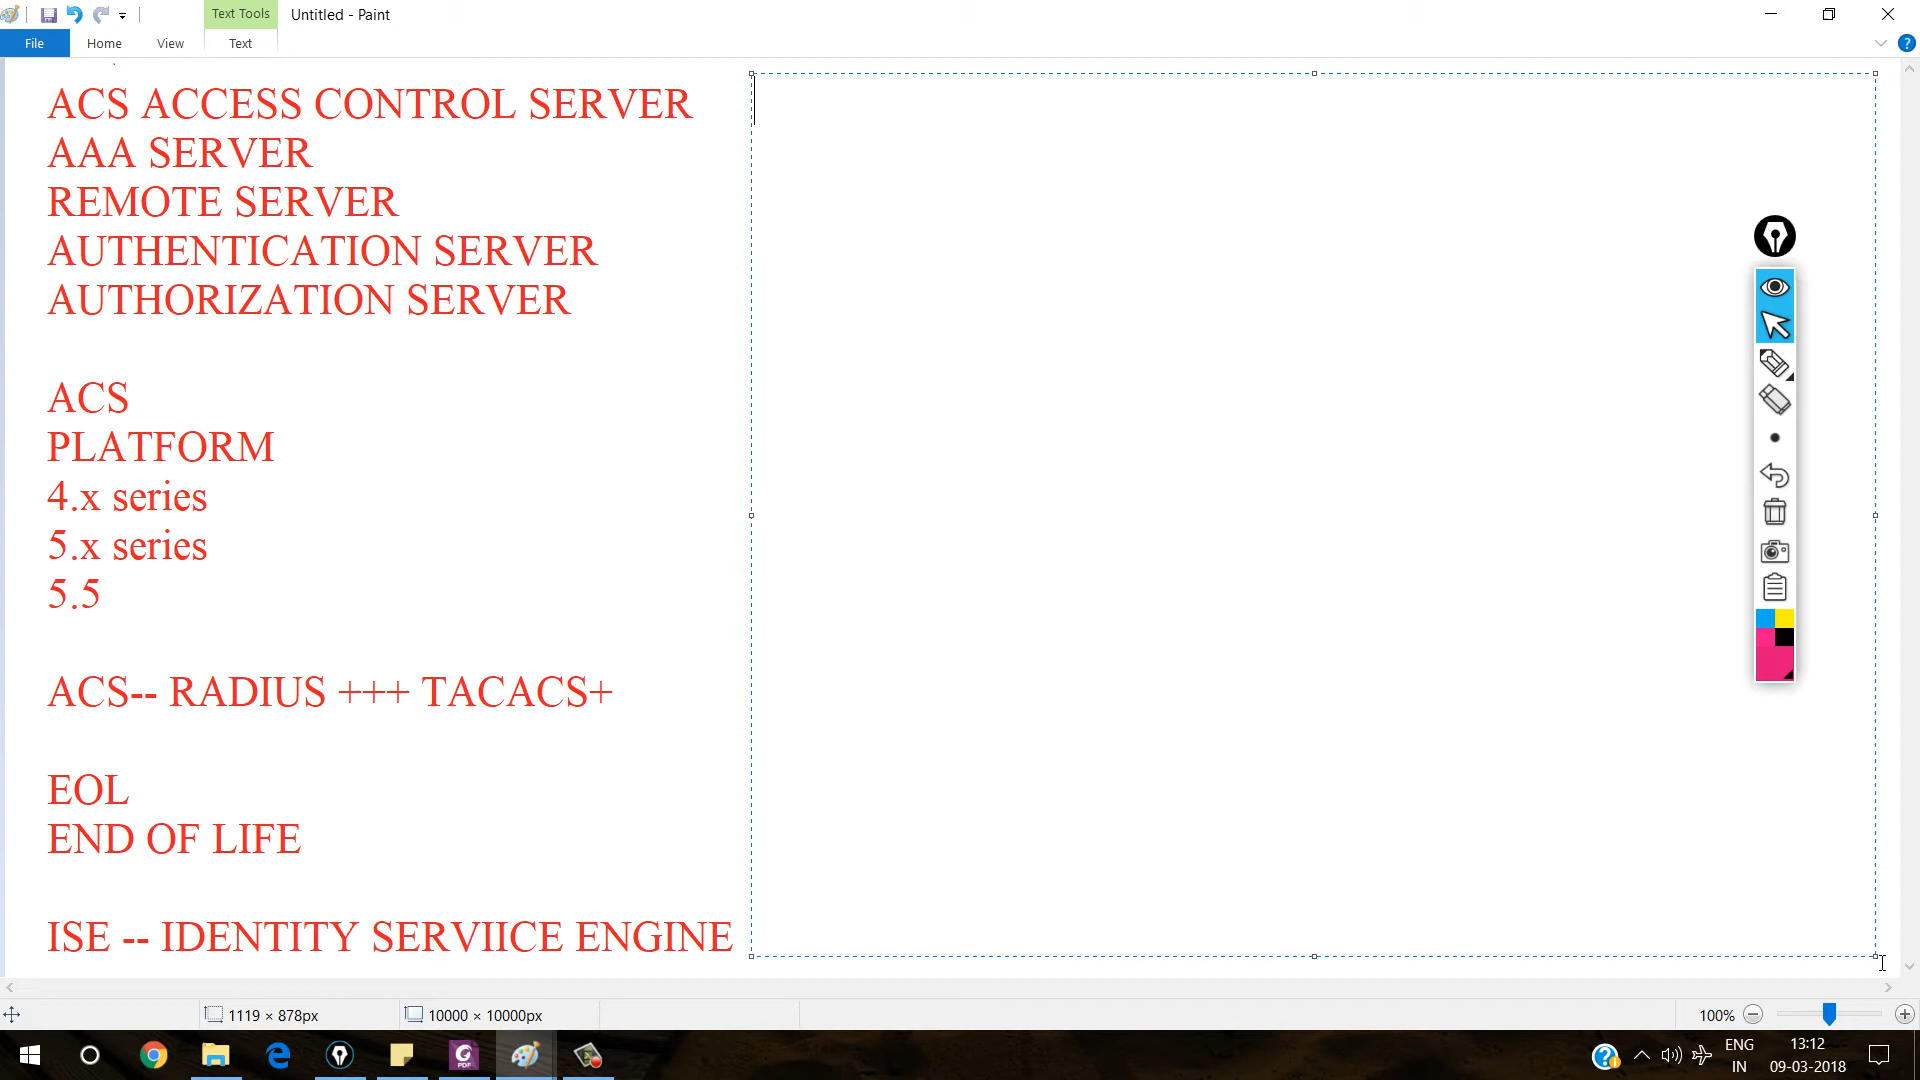 Text Tools
Untitled - Paint
File
Home
View
Text
ACS ACCESS CONTROL SERVER
AAA SERVER
REMOTE SERVER
AUTHENTICATION SERVER
AUTHORIZATION SERVER
ACS
PLATFORM
4.x series
5.x series
5.5
ACS-- RADIUS +++ TACACS+
EOL
END OF LIFE
ISE -- IDENTITY SERVIICE ENGINE
1119 × 878px
10000 × 10000px
100%
PDF
ENG
IN
13:12
09-03-2018